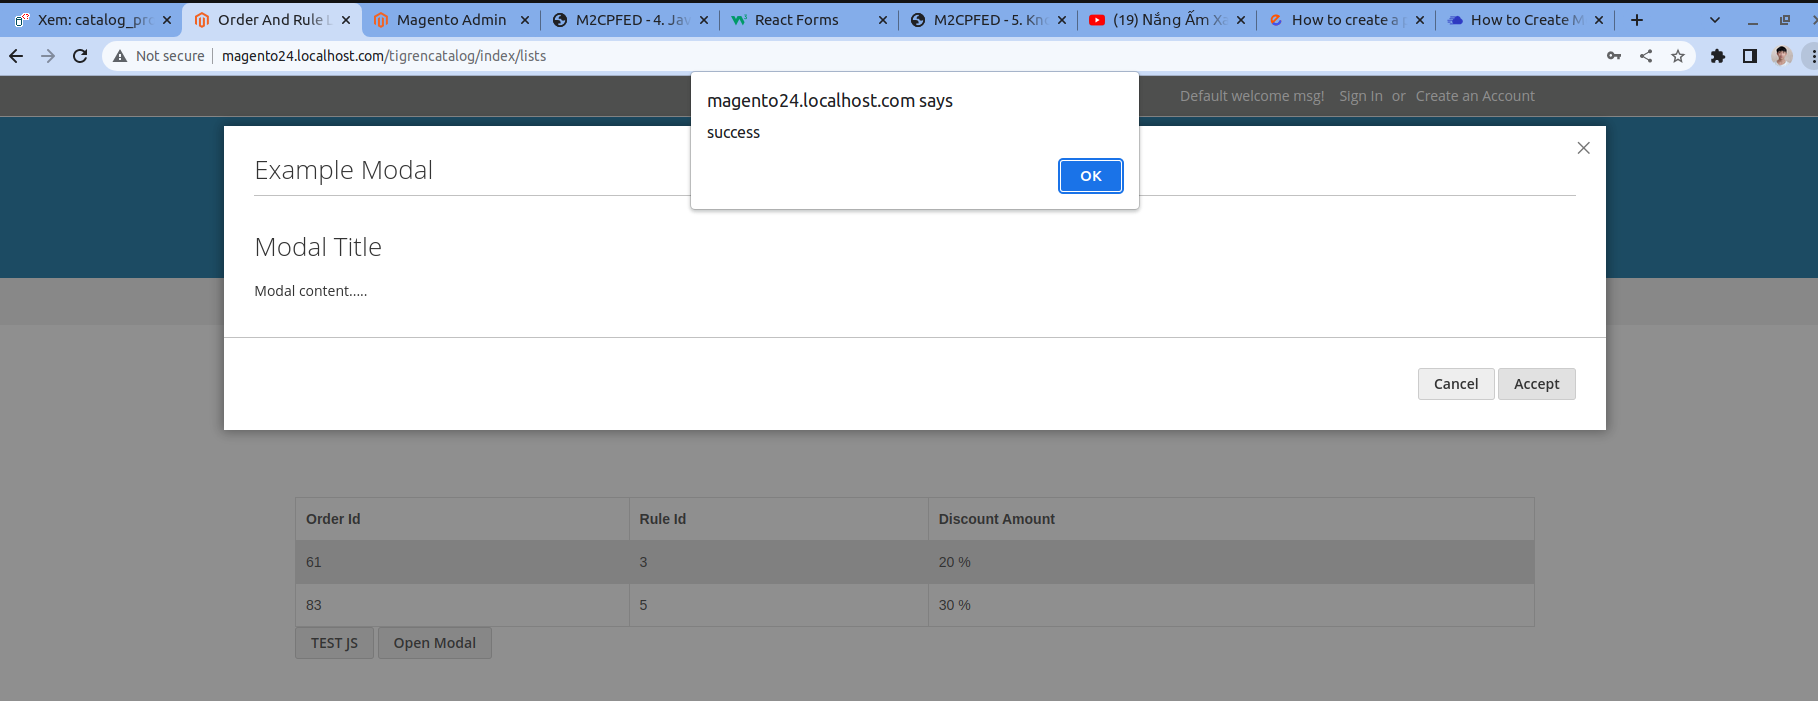 Xem: catalog_pro
Order And Rule L
Magento Admin
M2CPFED - 4. Jav
React Forms
M2CPFED - 5. Kno
(19) Nắng Ấm Xa
How to create a p
How to Create M
Not secure
magento24.localhost.com/tigrencatalog/index/lists
Default welcome msg! Sign In or Create an Account
magento24.localhost.com says
success
OK
Example Modal
Modal Title
Modal content.....
Cancel Accept
Order Id Rule Id Discount Amount
61 3 20 %
83 5 30 %
TEST JS Open Modal